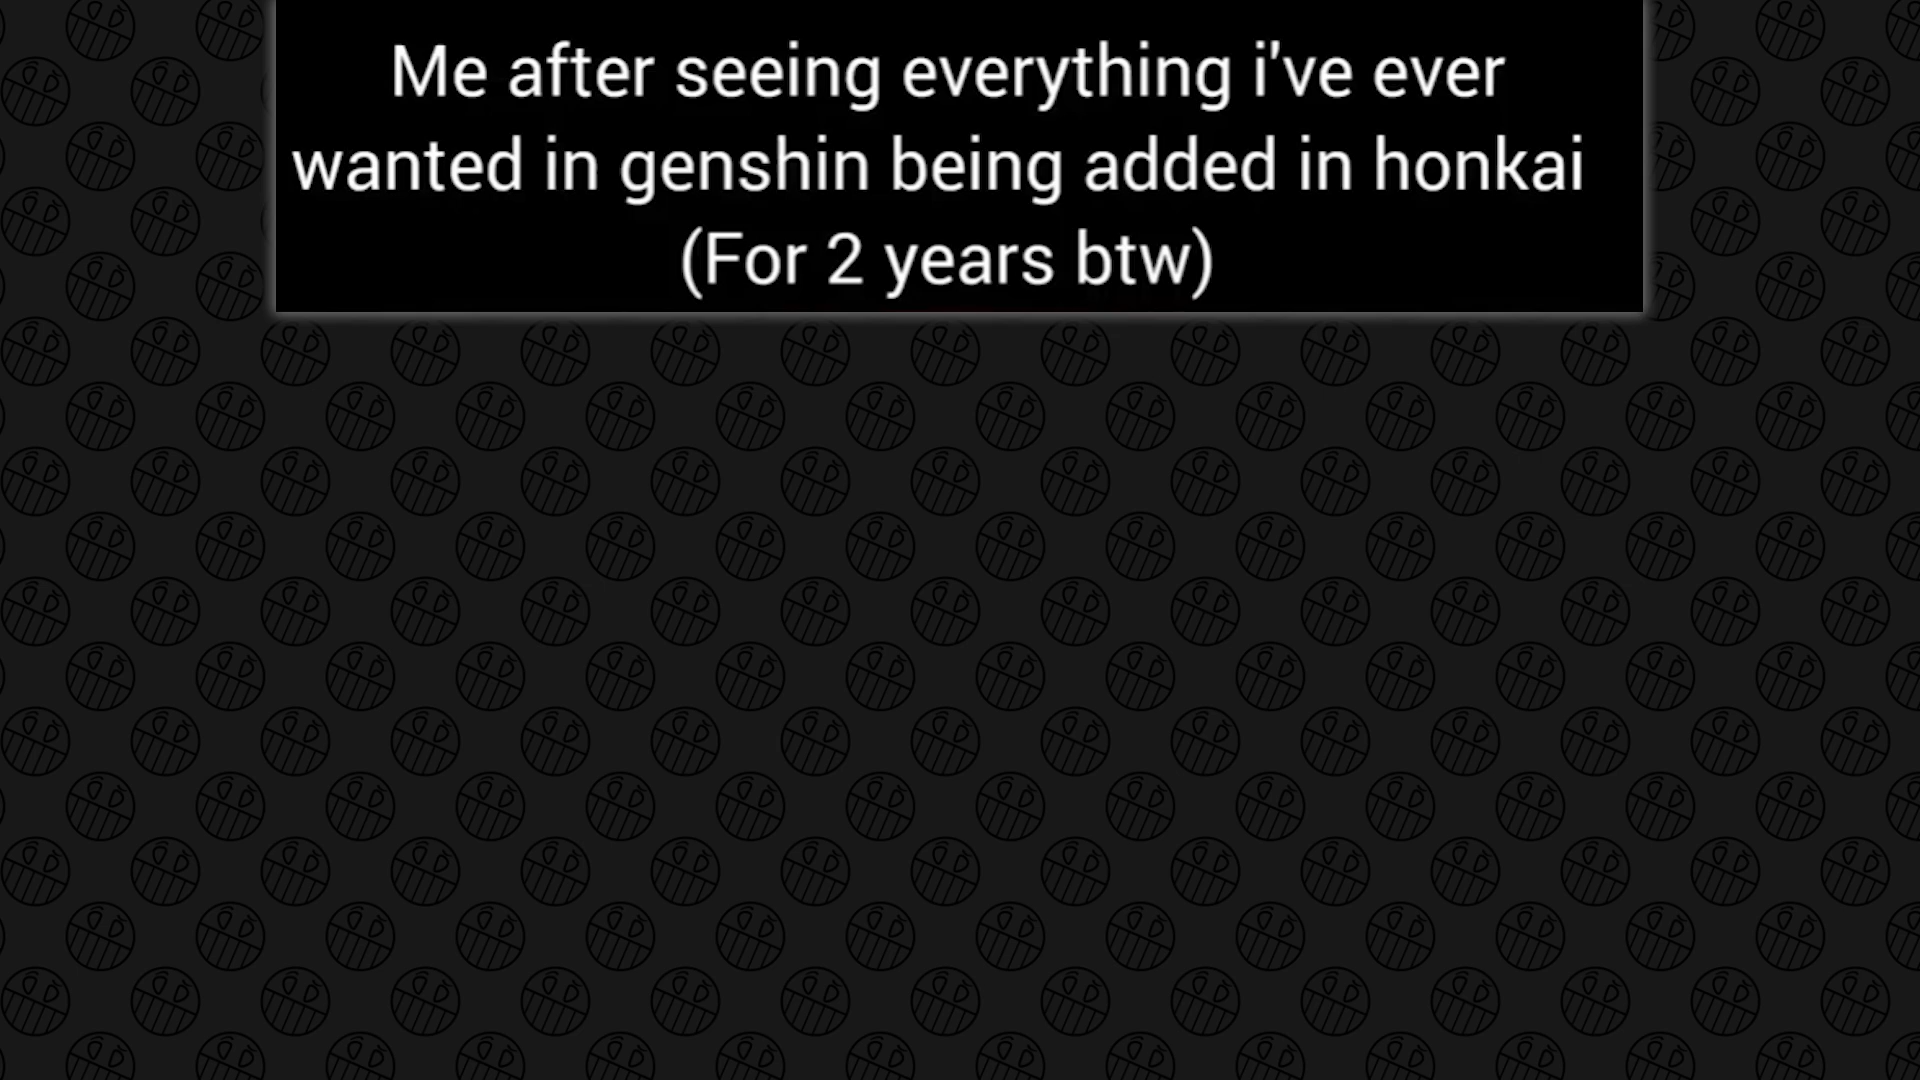 Me after seeing everything i've ever
wanted in genshin being added in honkai
(For 2 years btw)